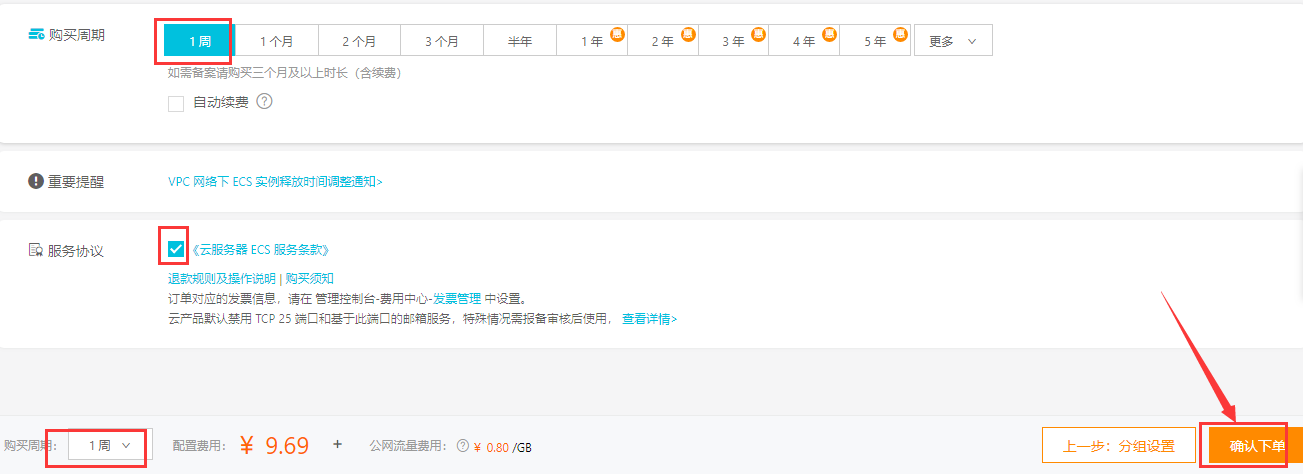 购买周期
1 周 1 个月 2 个月 3 个月 半年 1 年 惠 2 年 惠 3 年 惠 4 年 惠 5 年 惠 更多
如需备案请购买三个月及以上时长（含续费）
自动续费 ?
重要提醒 VPC 网络下 ECS 实例释放时间调整通知>
服务协议 《云服务器 ECS 服务条款》
退款规则及操作说明 | 购买须知
订单对应的发票信息，请在 管理控制台-费用中心-发票管理 中设置。
云产品默认禁用 TCP 25 端口和基于此端口的邮箱服务，特殊情况需报备审核后使用， 查看详情>
购买周期: 1 周 配置费用: ¥ 9.69 + 公网流量费用: ? ¥ 0.80 /GB 上一步：分组设置 确认下单